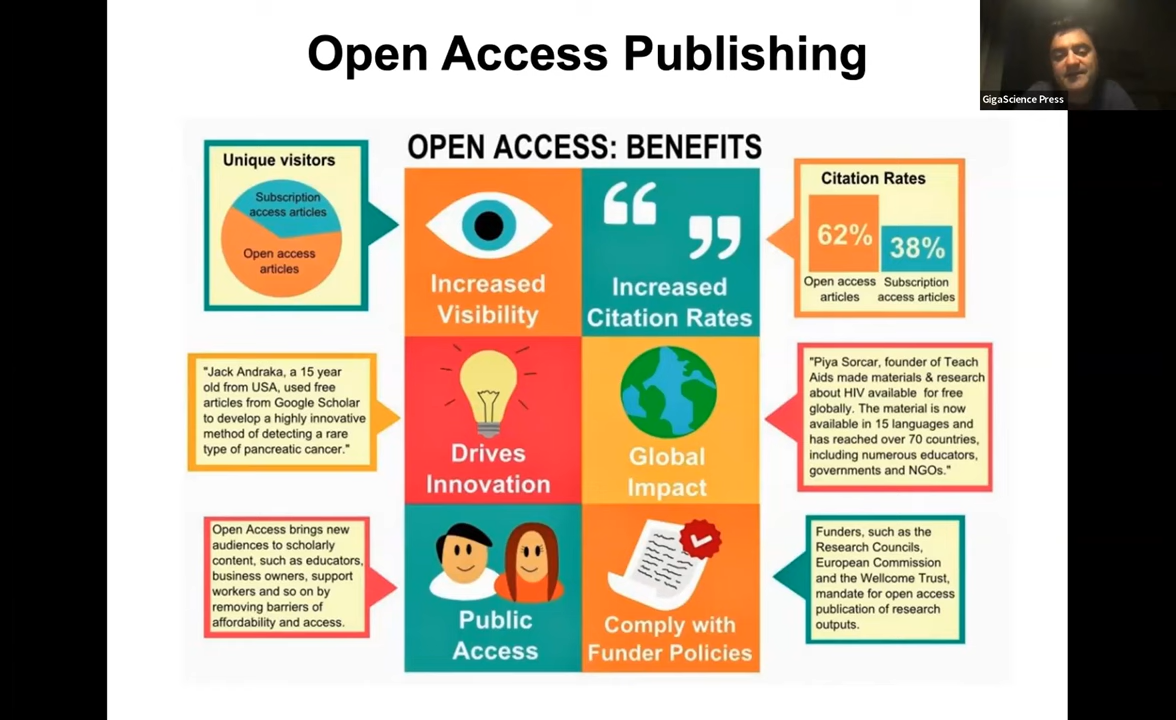 Open Access Publishing
GigaScience Press
OPEN ACCESS: BENEFITS
Unique visitors
Subscription
access articles
Open access
articles
Increased
Visibility
Increased
Citation Rates
Citation Rates
62%
38%
Open access
articles
Subscription
access articles
"Jack Andraka, a 15 year
old from USA, used free
articles from Google Scholar
to develop a highly innovative
method of detecting a rare
type of pancreatic cancer."
Drives
Innovation
Global
Impact
"Piya Sorcar, founder of Teach
Aids made materials & research
about HIV available for free
globally. The material is now
available in 15 languages and
has reached over 70 countries,
including numerous educators,
governments and NGOs."
Open Access brings new
audiences to scholarly
content, such as educators,
business owners, support
workers and so on by
removing barriers of
affordability and access.
Public
Access
Comply with
Funder Policies
Funders, such as the
Research Councils,
European Commission
and the Wellcome Trust,
mandate for open access
publication of research
outputs.